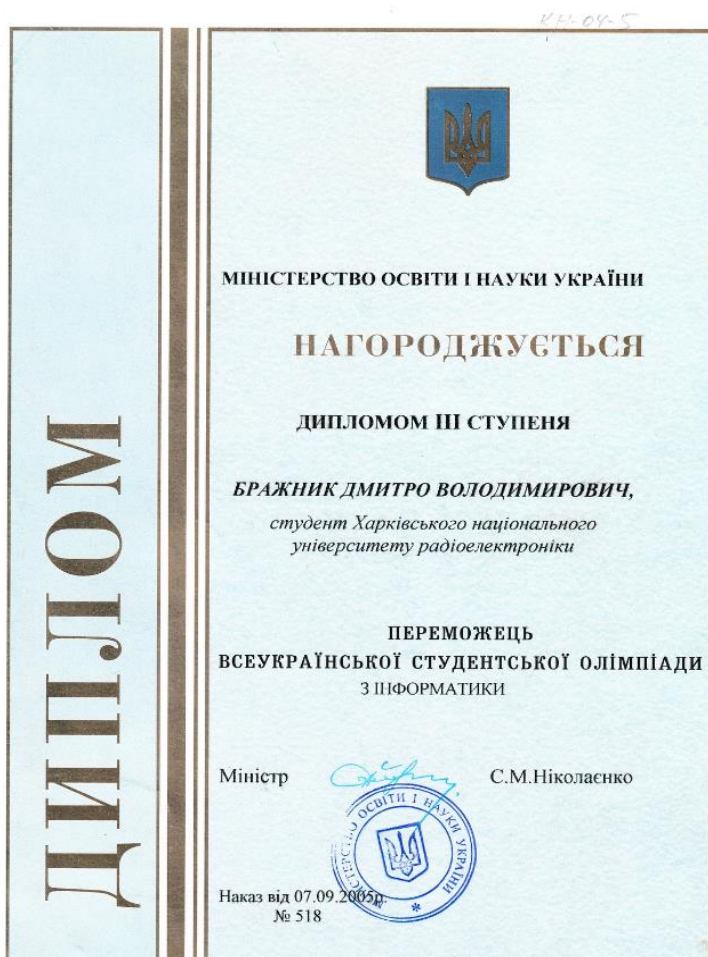 КН-04-5
ДИПЛОМ
МІНІСТЕРСТВО ОСВІТИ І НАУКИ УКРАЇНИ
НАГОРОДЖУЄТЬСЯ
ДИПЛОМОМ ІІІ СТУПЕНЯ
БРАЖНИК ДМИТРО ВОЛОДИМИРОВИЧ,
студент Харківського національного
університету радіоелектроніки
ПЕРЕМОЖЕЦЬ
ВСЕУКРАЇНСЬКОЇ СТУДЕНТСЬКОЇ ОЛІМПІАДИ
З ІНФОРМАТИКИ
Міністр С.М.Ніколаєнко
МІНІСТЕРСТВО ОСВІТИ І НАУКИ УКРАЇНИ
Наказ від 07.09.2005р.
№ 518